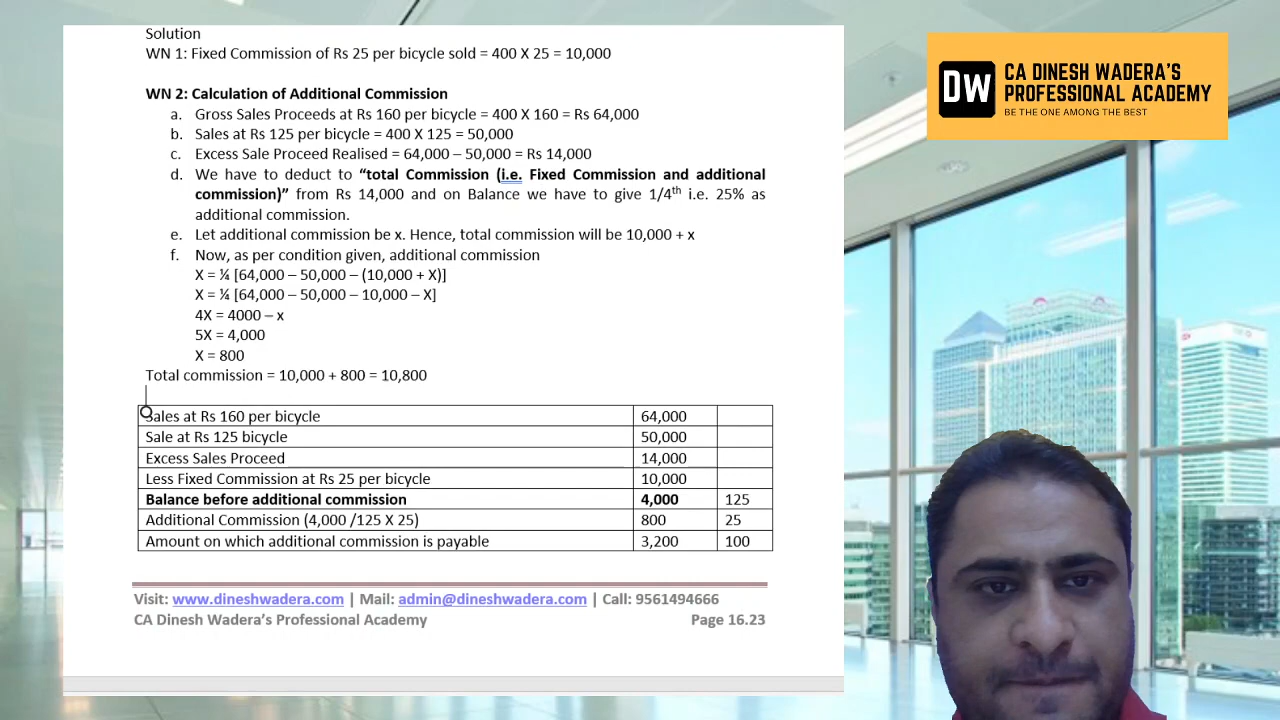 Solution
WN 1: Fixed Commission of Rs 25 per bicycle sold = 400 X 25 = 10,000
WN 2: Calculation of Additional Commission
a. Gross Sales Proceeds at Rs 160 per bicycle = 400 X 160 = Rs 64,000
b. Sales at Rs 125 per bicycle = 400 X 125 = 50,000
c. Excess Sale Proceed Realised = 64,000 – 50,000 = Rs 14,000
d. We have to deduct to “total Commission (i.e. Fixed Commission and additional
commission)” from Rs 14,000 and on Balance we have to give 1/4th i.e. 25% as
additional commission.
e. Let additional commission be x. Hence, total commission will be 10,000 + x
f. Now, as per condition given, additional commission
X = ¼ [64,000 – 50,000 – (10,000 + X)]
X = ¼ [64,000 – 50,000 – 10,000 – X]
4X = 4000 – x
5X = 4,000
X = 800
Total commission = 10,000 + 800 = 10,800
Sales at Rs 160 per bicycle 64,000
Sale at Rs 125 bicycle 50,000
Excess Sales Proceed 14,000
Less Fixed Commission at Rs 25 per bicycle 10,000
Balance before additional commission 4,000 125
Additional Commission (4,000 /125 X 25) 800 25
Amount on which additional commission is payable 3,200 100
Visit: www.dineshwadera.com | Mail: admin@dineshwadera.com | Call: 9561494666
CA Dinesh Wadera’s Professional Academy Page 16.23
DW
CA DINESH WADERA'S
PROFESSIONAL ACADEMY
BE THE ONE AMONG THE BEST